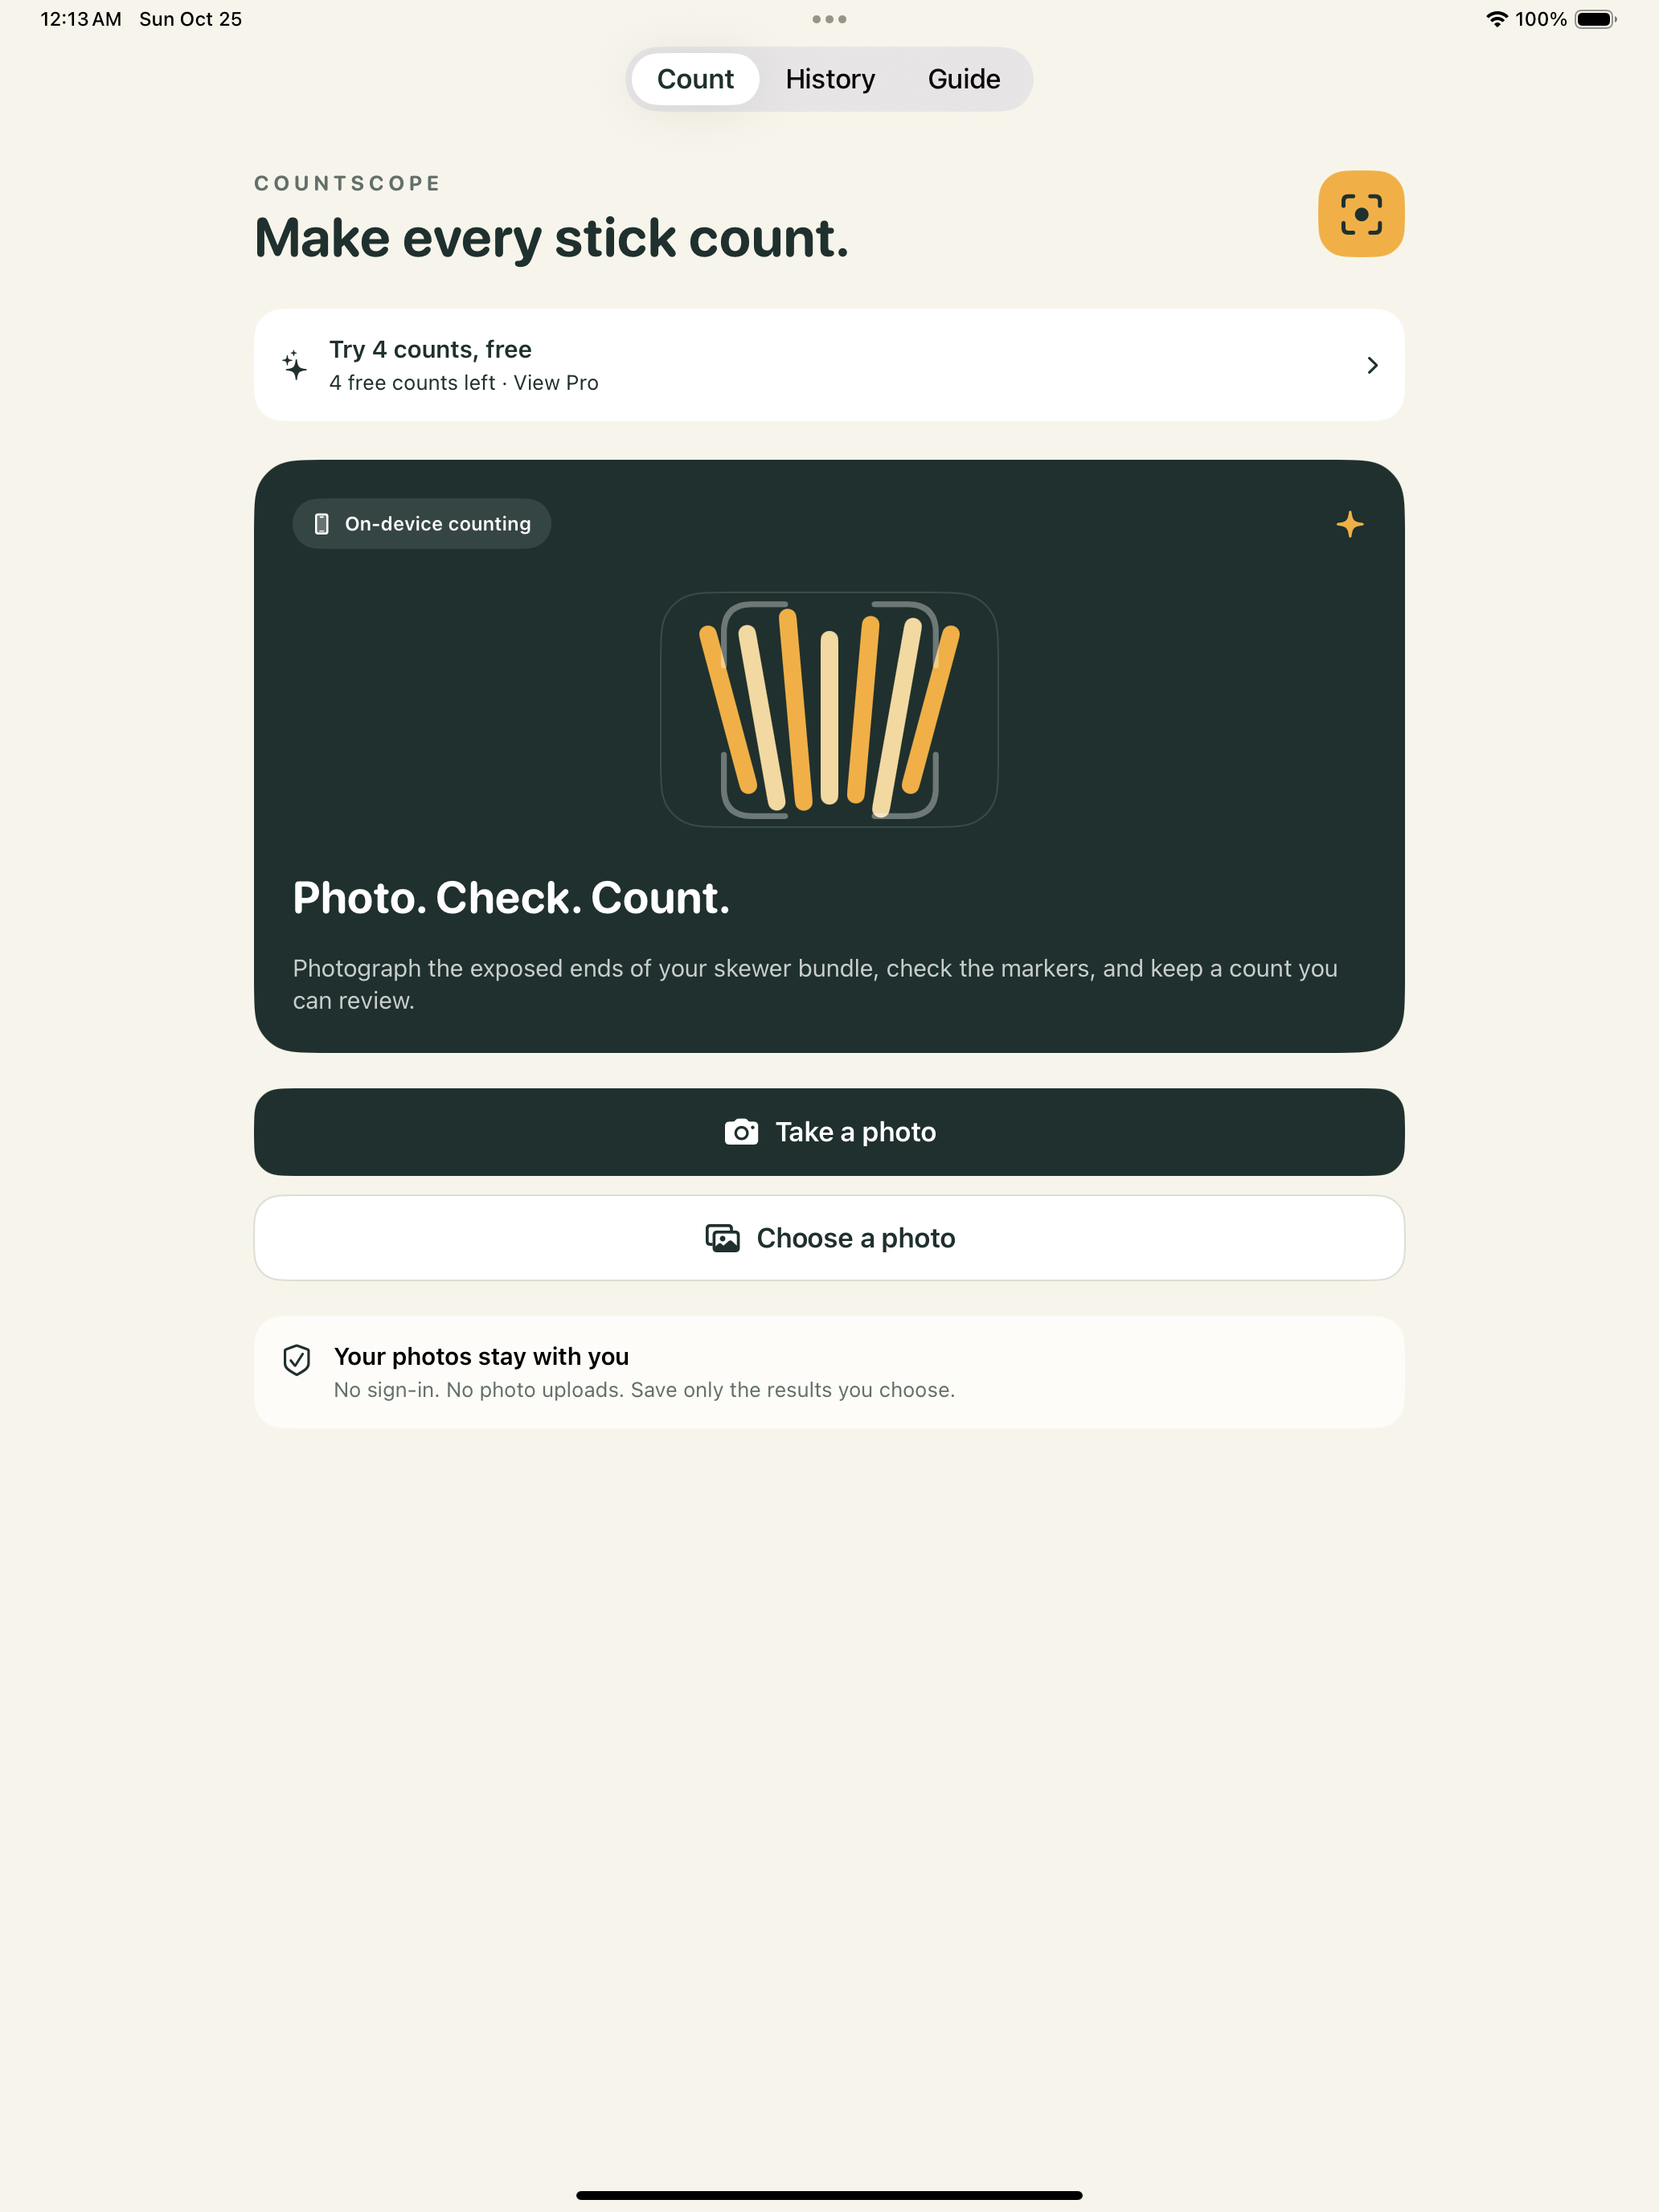 12:13 AM Sun Oct 25
100%
Count History Guide
COUNTSCOPE
Make every stick count.
Try 4 counts, free
4 free counts left · View Pro
On-device counting
Photo. Check. Count.
Photograph the exposed ends of your skewer bundle, check the markers, and keep a count you
can review.
Take a photo
Choose a photo
Your photos stay with you
No sign-in. No photo uploads. Save only the results you choose.